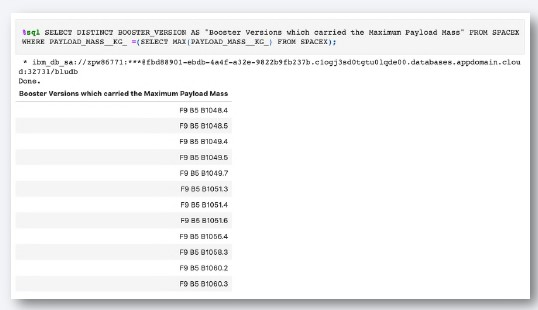 %sql SELECT DISTINCT BOOSTER_VERSION AS "Booster Versions which carried the Maximum Payload Mass" FROM SPACEX
WHERE PAYLOAD_MASS__KG_ =(SELECT MAX(PAYLOAD_MASS__KG_) FROM SPACEX);
* ibm_db_sa://zpw86771:***@fbd88901-ebdb-4a4f-a32e-9822b9fb237b.c1ogj3sd0tgtu0lqde00.databases.appdomain.clou
d:32731/bludb
Done.
Booster Versions which carried the Maximum Payload Mass
F9 B5 B1048.4
F9 B5 B1048.5
F9 B5 B1049.4
F9 B5 B1049.5
F9 B5 B1049.7
F9 B5 B1051.3
F9 B5 B1051.4
F9 B5 B1051.6
F9 B5 B1056.4
F9 B5 B1058.3
F9 B5 B1060.2
F9 B5 B1060.3